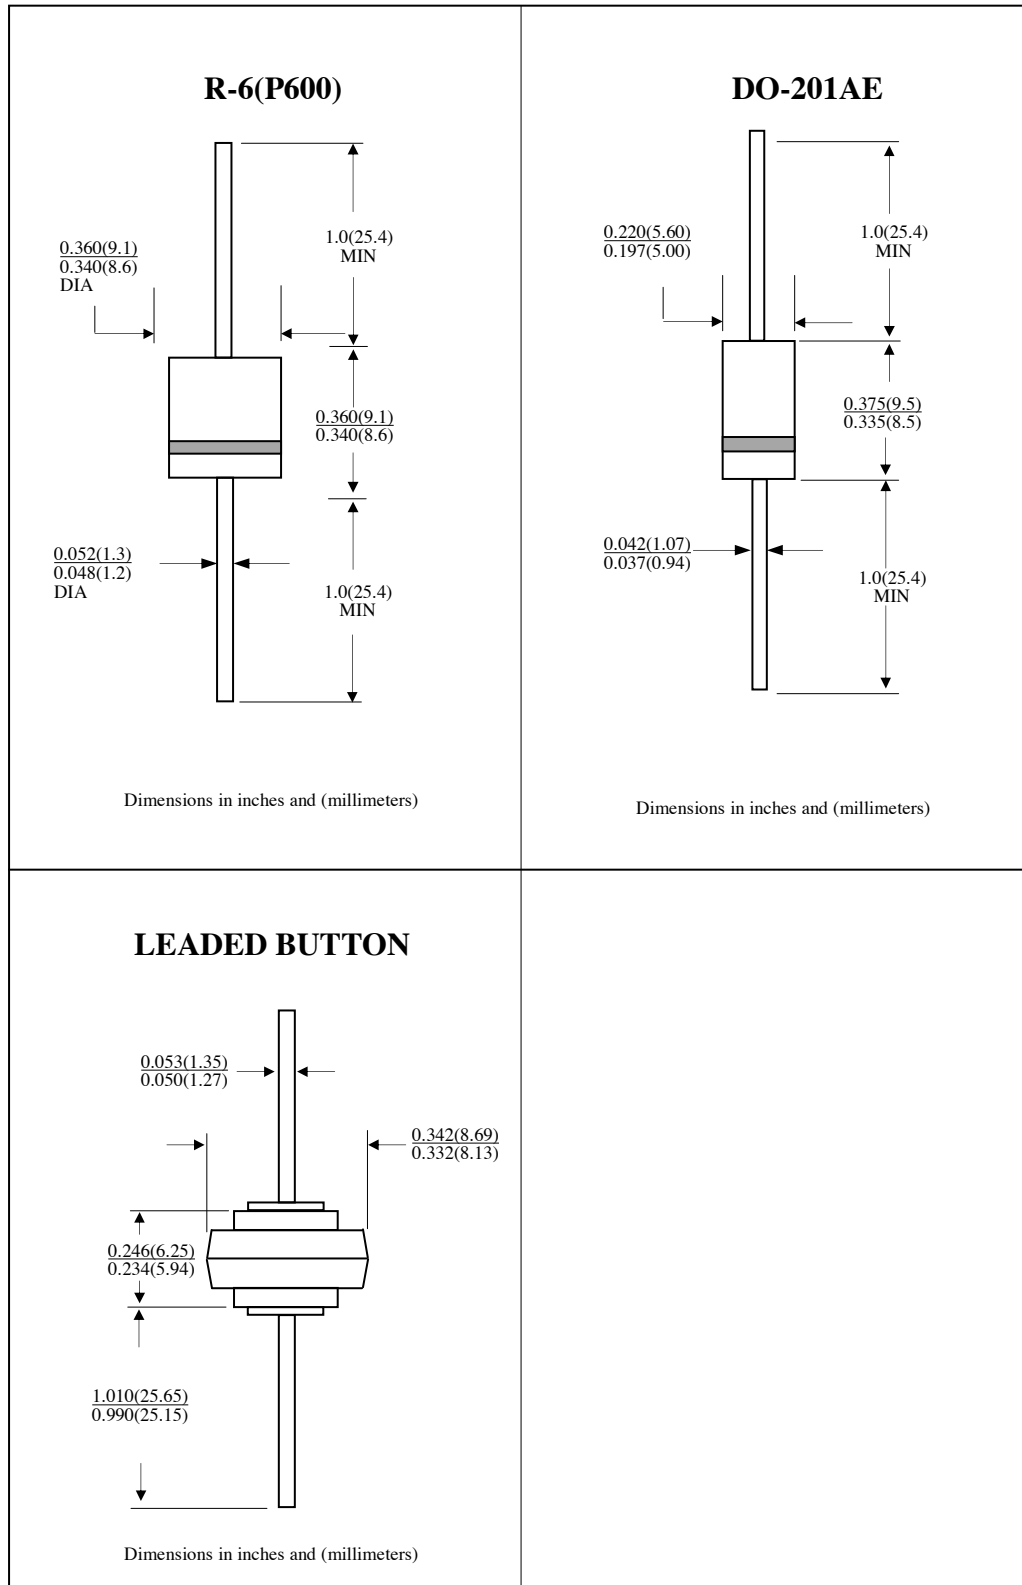 R-6(P600)
1.0(25.4)
MIN
0.360(9.1)
0.340(8.6)
DIA
0.360(9.1)
0.340(8.6)
0.052(1.3)
0.048(1.2)
DIA
1.0(25.4)
MIN
Dimensions in inches and (millimeters)
DO-201AE
0.220(5.60)
0.197(5.00)
1.0(25.4)
MIN
0.375(9.5)
0.335(8.5)
0.042(1.07)
0.037(0.94)
1.0(25.4)
MIN
Dimensions in inches and (millimeters)
LEADED BUTTON
0.053(1.35)
0.050(1.27)
0.342(8.69)
0.332(8.13)
0.246(6.25)
0.234(5.94)
1.010(25.65)
0.990(25.15)
Dimensions in inches and (millimeters)